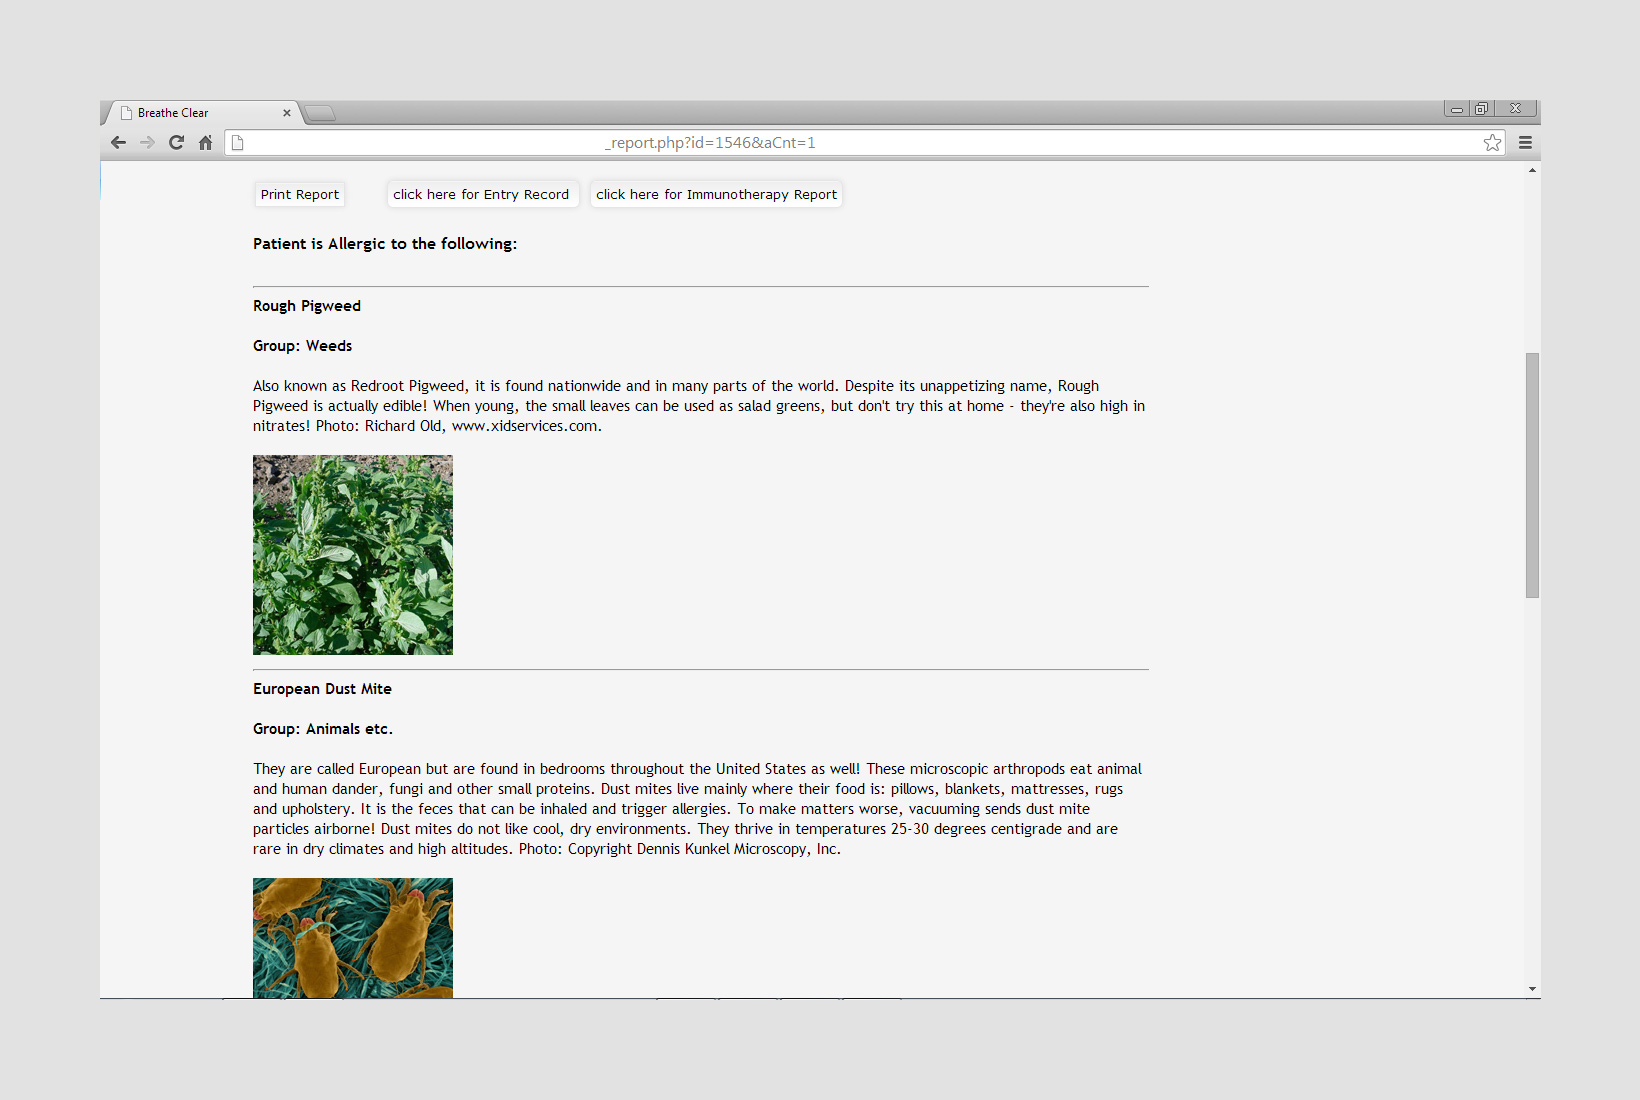 Breathe Clear
_report.php?id=1546&aCnt=1
Print Report
click here for Entry Record
click here for Immunotherapy Report
Patient is Allergic to the following:
Rough Pigweed
Group: Weeds
Also known as Redroot Pigweed, it is found nationwide and in many parts of the world. Despite its unappetizing name, Rough
Pigweed is actually edible! When young, the small leaves can be used as salad greens, but don't try this at home - they're also high in
nitrates! Photo: Richard Old, www.xidservices.com.
European Dust Mite
Group: Animals etc.
They are called European but are found in bedrooms throughout the United States as well! These microscopic arthropods eat animal
and human dander, fungi and other small proteins. Dust mites live mainly where their food is: pillows, blankets, mattresses, rugs
and upholstery. It is the feces that can be inhaled and trigger allergies. To make matters worse, vacuuming sends dust mite
particles airborne! Dust mites do not like cool, dry environments. They thrive in temperatures 25-30 degrees centigrade and are
rare in dry climates and high altitudes. Photo: Copyright Dennis Kunkel Microscopy, Inc.